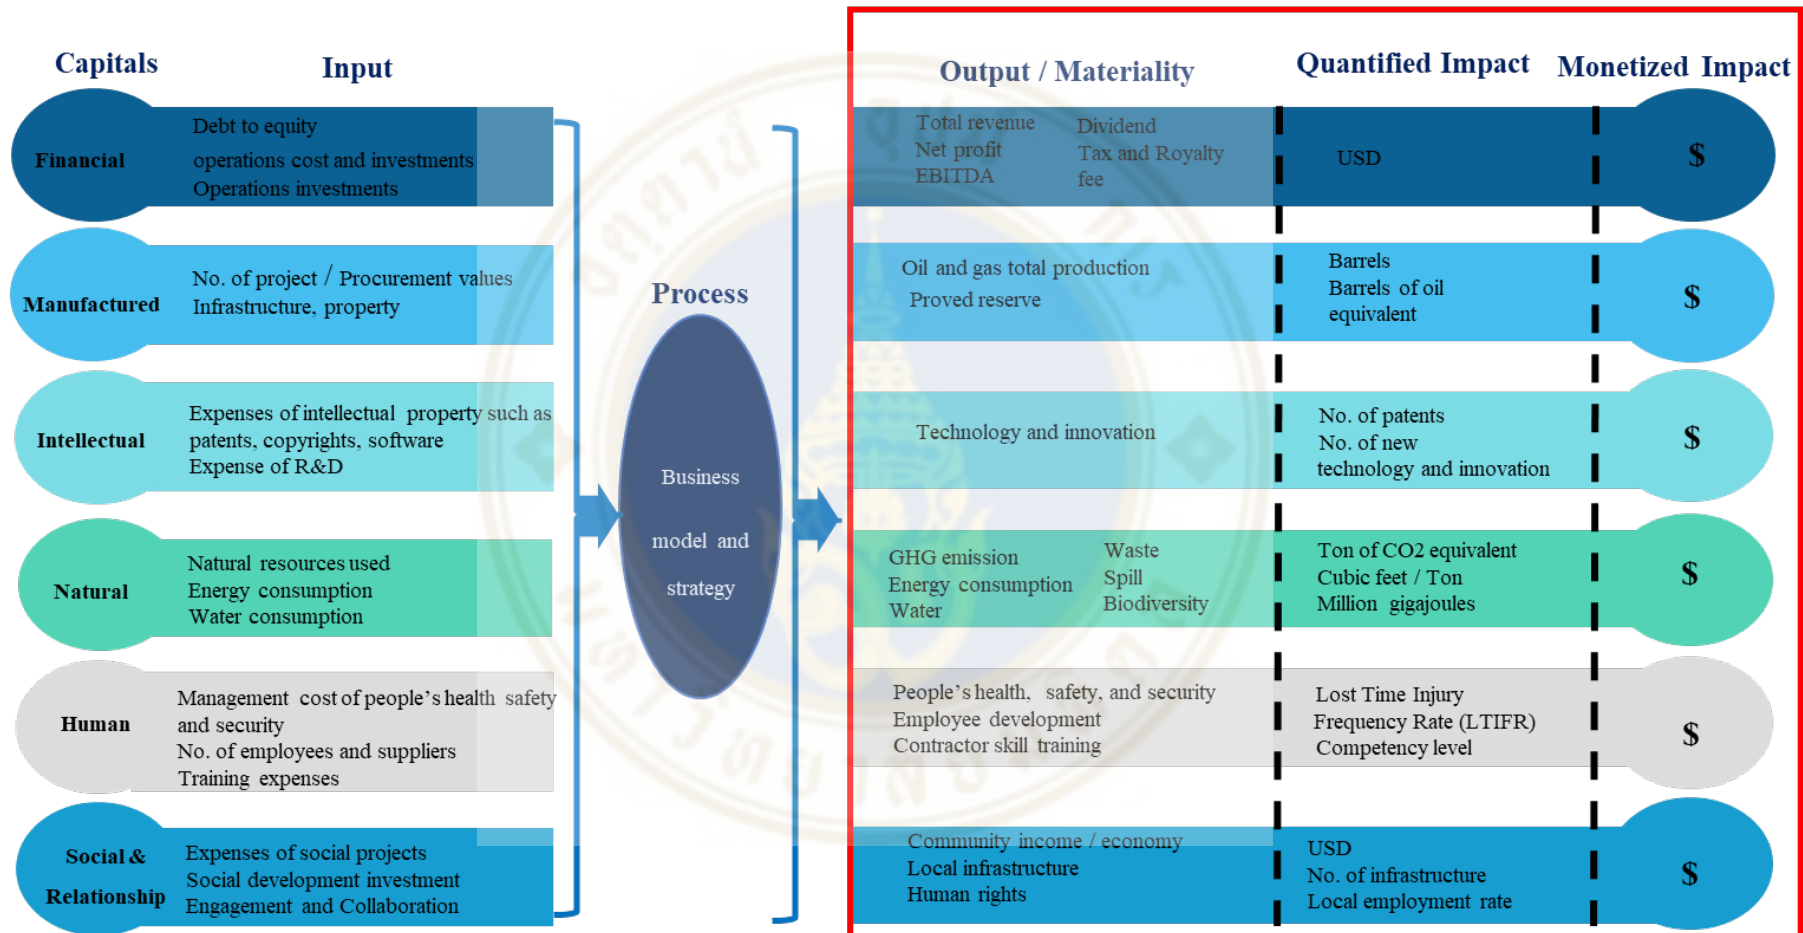 Capitals
Input
Output / Materiality
Quantified Impact
Monetized Impact
Financial
Debt to equity
operations cost and investments
Operations investments
Total revenue
Net profit
EBITDA
Dividend
Tax and Royalty
fee
USD
$
Manufactured
No. of project / Procurement values
Infrastructure, property
Process
Oil and gas total production
Proved reserve
Barrels
Barrels of oil
equivalent
$
Intellectual
Expenses of intellectual property such as
patents, copyrights, software
Expense of R&D
Business
model and
strategy
Technology and innovation
No. of patents
No. of new
technology and innovation
$
Natural
Natural resources used
Energy consumption
Water consumption
GHG emission
Energy consumption
Water
Waste
Spill
Biodiversity
Ton of CO2 equivalent
Cubic feet / Ton
Million gigajoules
$
Human
Management cost of people’s health safety
and security
No. of employees and suppliers
Training expenses
People’s health, safety, and security
Employee development
Contractor skill training
Lost Time Injury
Frequency Rate (LTIFR)
Competency level
$
Social &
Relationship
Expenses of social projects
Social development investment
Engagement and Collaboration
Community income / economy
Local infrastructure
Human rights
USD
No. of infrastructure
Local employment rate
$